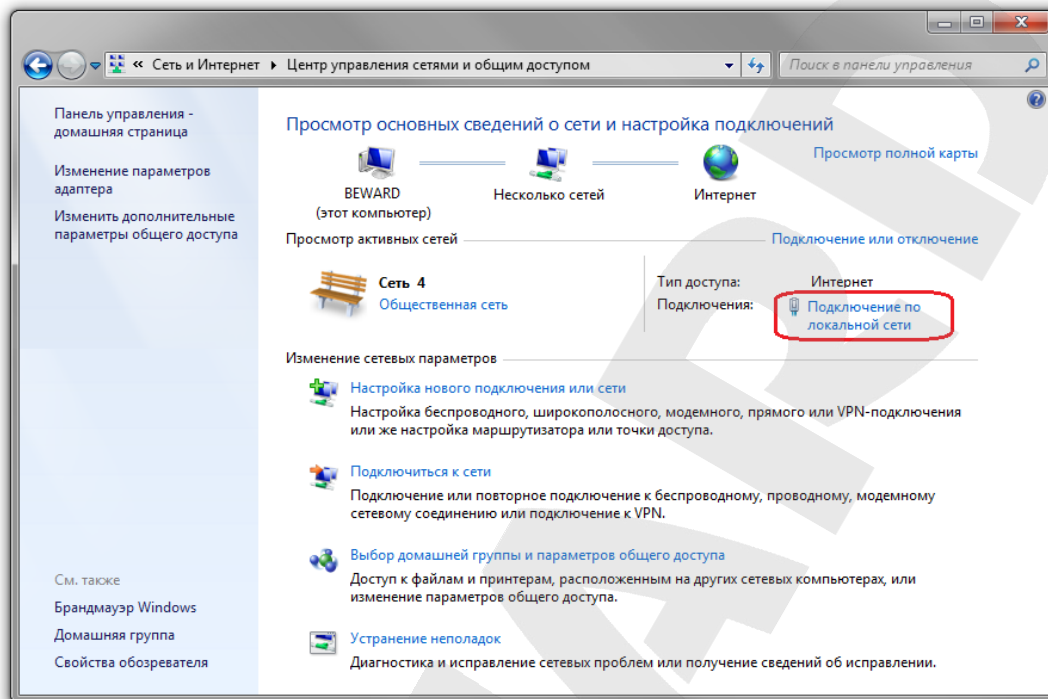 « Сеть и Интернет ▸ Центр управления сетями и общим доступом
Поиск в панели управления
Панель управления -
домашняя страница
Изменение параметров
адаптера
Изменить дополнительные
параметры общего доступа
См. также
Брандмауэр Windows
Домашняя группа
Свойства обозревателя
Просмотр основных сведений о сети и настройка подключений
Просмотр полной карты
BEWARD
(этот компьютер)
Несколько сетей
Интернет
Просмотр активных сетей
Подключение или отключение
Сеть 4
Общественная сеть
Тип доступа: Интернет
Подключения: Подключение по
локальной сети
Изменение сетевых параметров
Настройка нового подключения или сети
Настройка беспроводного, широкополосного, модемного, прямого или VPN-подключения
или же настройка маршрутизатора или точки доступа.
Подключиться к сети
Подключение или повторное подключение к беспроводному, проводному, модемному
сетевому соединению или подключение к VPN.
Выбор домашней группы и параметров общего доступа
Доступ к файлам и принтерам, расположенным на других сетевых компьютерах, или
изменение параметров общего доступа.
Устранение неполадок
Диагностика и исправление сетевых проблем или получение сведений об исправлении.